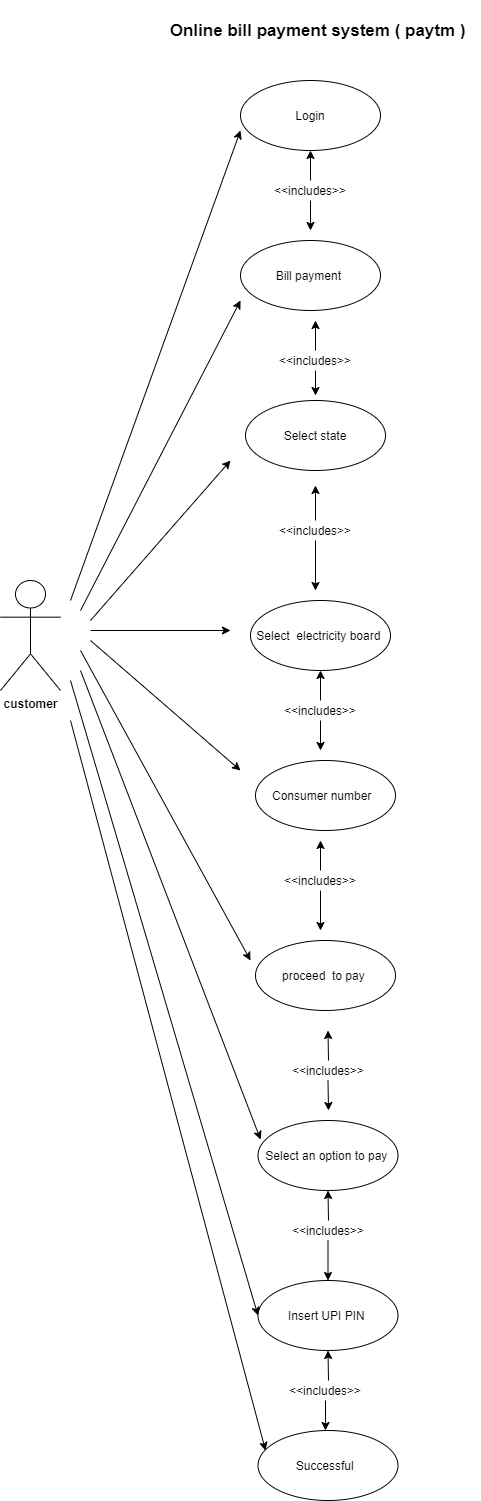 Online bill payment system ( paytm )
Login
<<includes>>
Bill payment
<<includes>>
Select state
<<includes>>
Select  electricity board
customer
<<includes>>
Consumer number
<<includes>>
proceed  to pay
<<includes>>
Select an option to pay
<<includes>>
Insert UPI PIN
<<includes>>
Successful